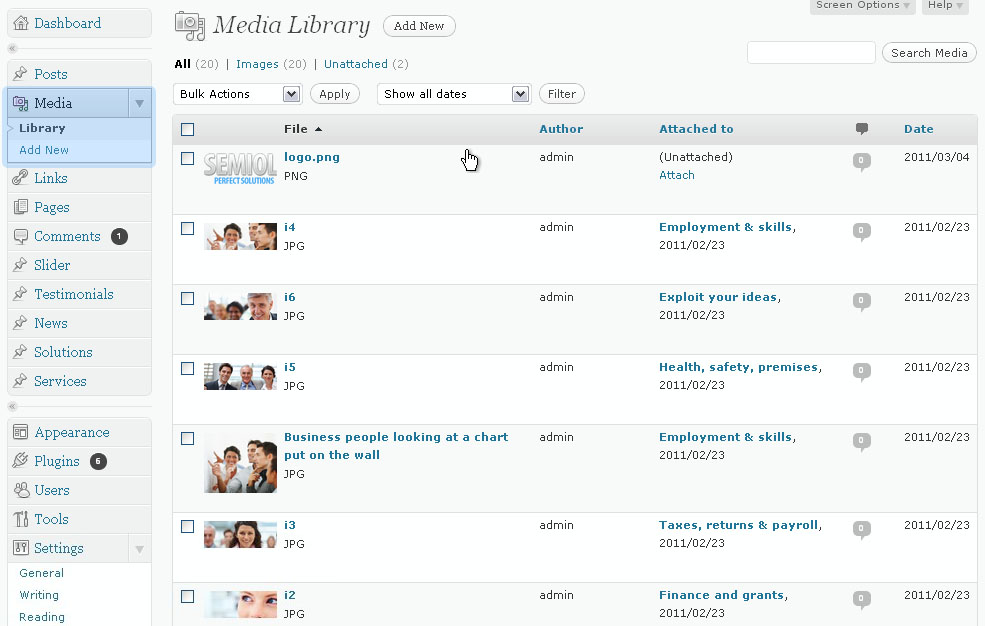 Screen Options Help
Dashboard
Posts
Media
Library
Add New
Links
Pages
Comments 1
Slider
Testimonials
News
Solutions
Services
Appearance
Plugins 6
Users
Tools
Settings
General
Writing
Reading
Media Library Add New
Search Media
All (20) | Images (20) | Unattached (2)
Bulk Actions Apply Show all dates Filter
File Author Attached to Date
SEMIOL
PERFECT SOLUTIONS
logo.png admin (Unattached) 0 2011/03/04
PNG Attach
i4 admin Employment & skills, 0 2011/02/23
JPG 2011/02/23
i6 admin Exploit your ideas, 0 2011/02/23
JPG 2011/02/23
i5 admin Health, safety, premises, 0 2011/02/23
JPG 2011/02/23
Business people looking at a chart admin Employment & skills, 0 2011/02/23
put on the wall 2011/02/23
JPG
i3 admin Taxes, returns & payroll, 0 2011/02/23
JPG 2011/02/23
i2 admin Finance and grants, 0 2011/02/23
JPG 2011/02/23